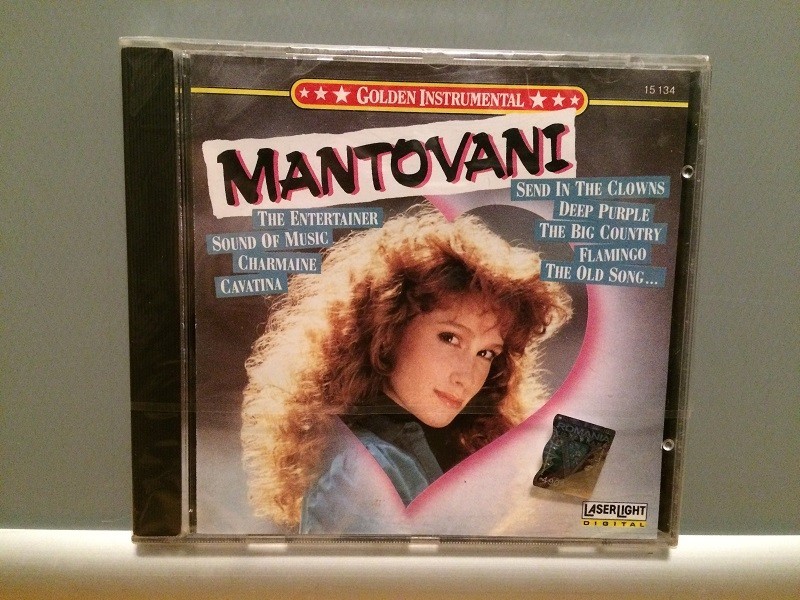 GOLDEN INSTRUMENTAL
15 134
MANTOVANI
THE ENTERTAINER
SOUND OF MUSIC
CHARMAINE
CAVATINA
SEND IN THE CLOWNS
DEEP PURPLE
THE BIG COUNTRY
FLAMINGO
THE OLD SONG...
ROMANIA
LASERLIGHT
DIGITAL